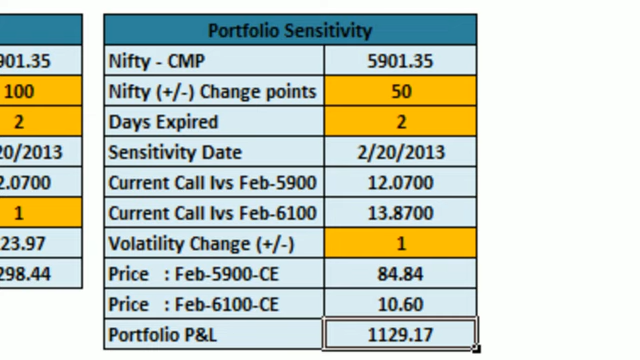 Portfolio Sensitivity
901.35 Nifty - CMP 5901.35
100 Nifty (+/-) Change points 50
2 Days Expired 2
20/2013 Sensitivity Date 2/20/2013
2.0700 Current Call Ivs Feb-5900 12.0700
Current Call Ivs Feb-6100 13.8700
1 Volatility Change (+/-) 1
23.97 Price : Feb-5900-CE 84.84
298.44 Price : Feb-6100-CE 10.60
Portfolio P&L 1129.17